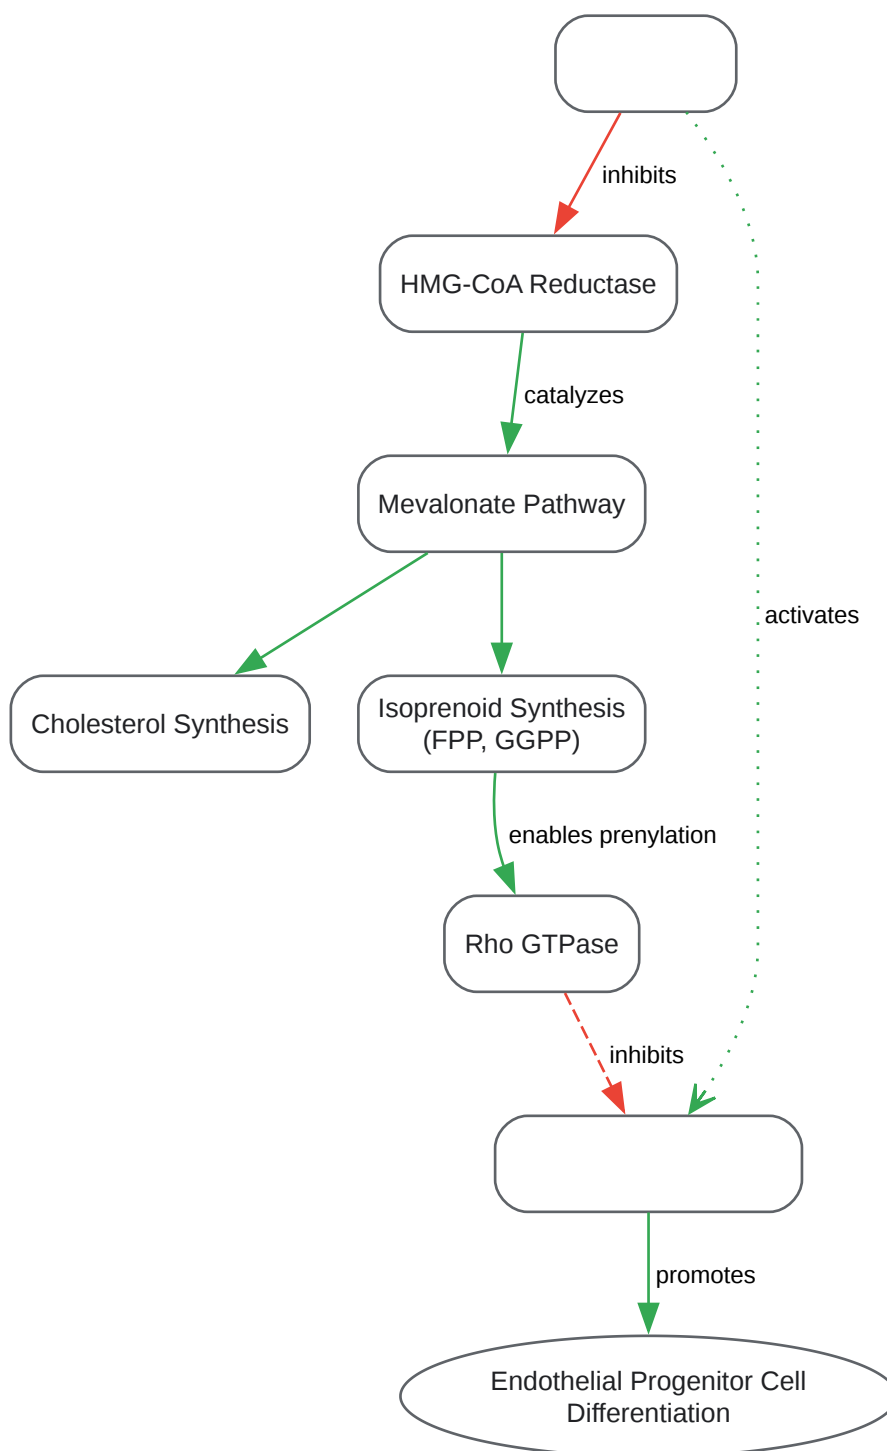 inhibits
HMG-CoA Reductase
catalyzes
Mevalonate Pathway
activates
Cholesterol Synthesis
Isoprenoid Synthesis
(FPP, GGPP)
enables prenylation
Rho GTPase
inhibits
promotes
Endothelial Progenitor Cell
Differentiation